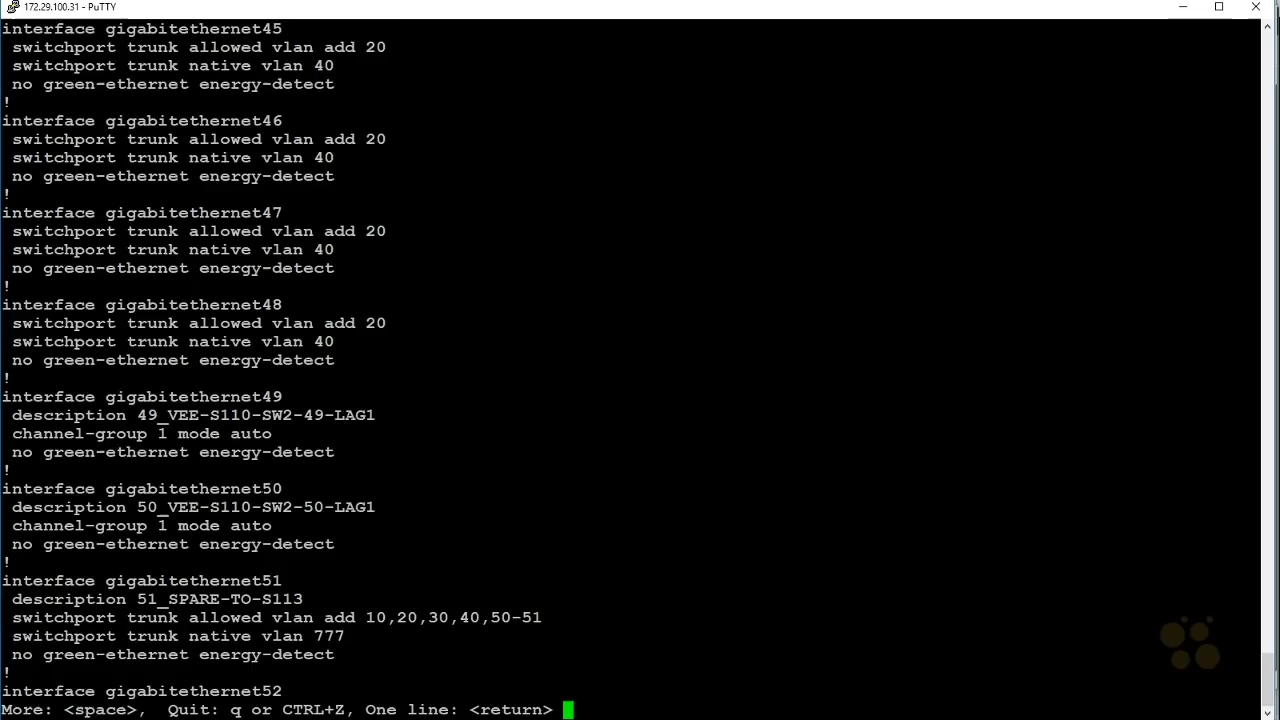 172.29.100.31 - PuTTY
interface gigabitethernet45
switchport trunk allowed vlan add 20
switchport trunk native vlan 40
no green-ethernet energy-detect
!
interface gigabitethernet46
switchport trunk allowed vlan add 20
switchport trunk native vlan 40
no green-ethernet energy-detect
!
interface gigabitethernet47
switchport trunk allowed vlan add 20
switchport trunk native vlan 40
no green-ethernet energy-detect
!
interface gigabitethernet48
switchport trunk allowed vlan add 20
switchport trunk native vlan 40
no green-ethernet energy-detect
!
interface gigabitethernet49
description 49_VEE-S110-SW2-49-LAG1
channel-group 1 mode auto
no green-ethernet energy-detect
!
interface gigabitethernet50
description 50_VEE-S110-SW2-50-LAG1
channel-group 1 mode auto
no green-ethernet energy-detect
!
interface gigabitethernet51
description 51_SPARE-TO-S113
switchport trunk allowed vlan add 10,20,30,40,50-51
switchport trunk native vlan 777
no green-ethernet energy-detect
!
interface gigabitethernet52
More: <space>,  Quit: q or CTRL+Z, One line: <return>